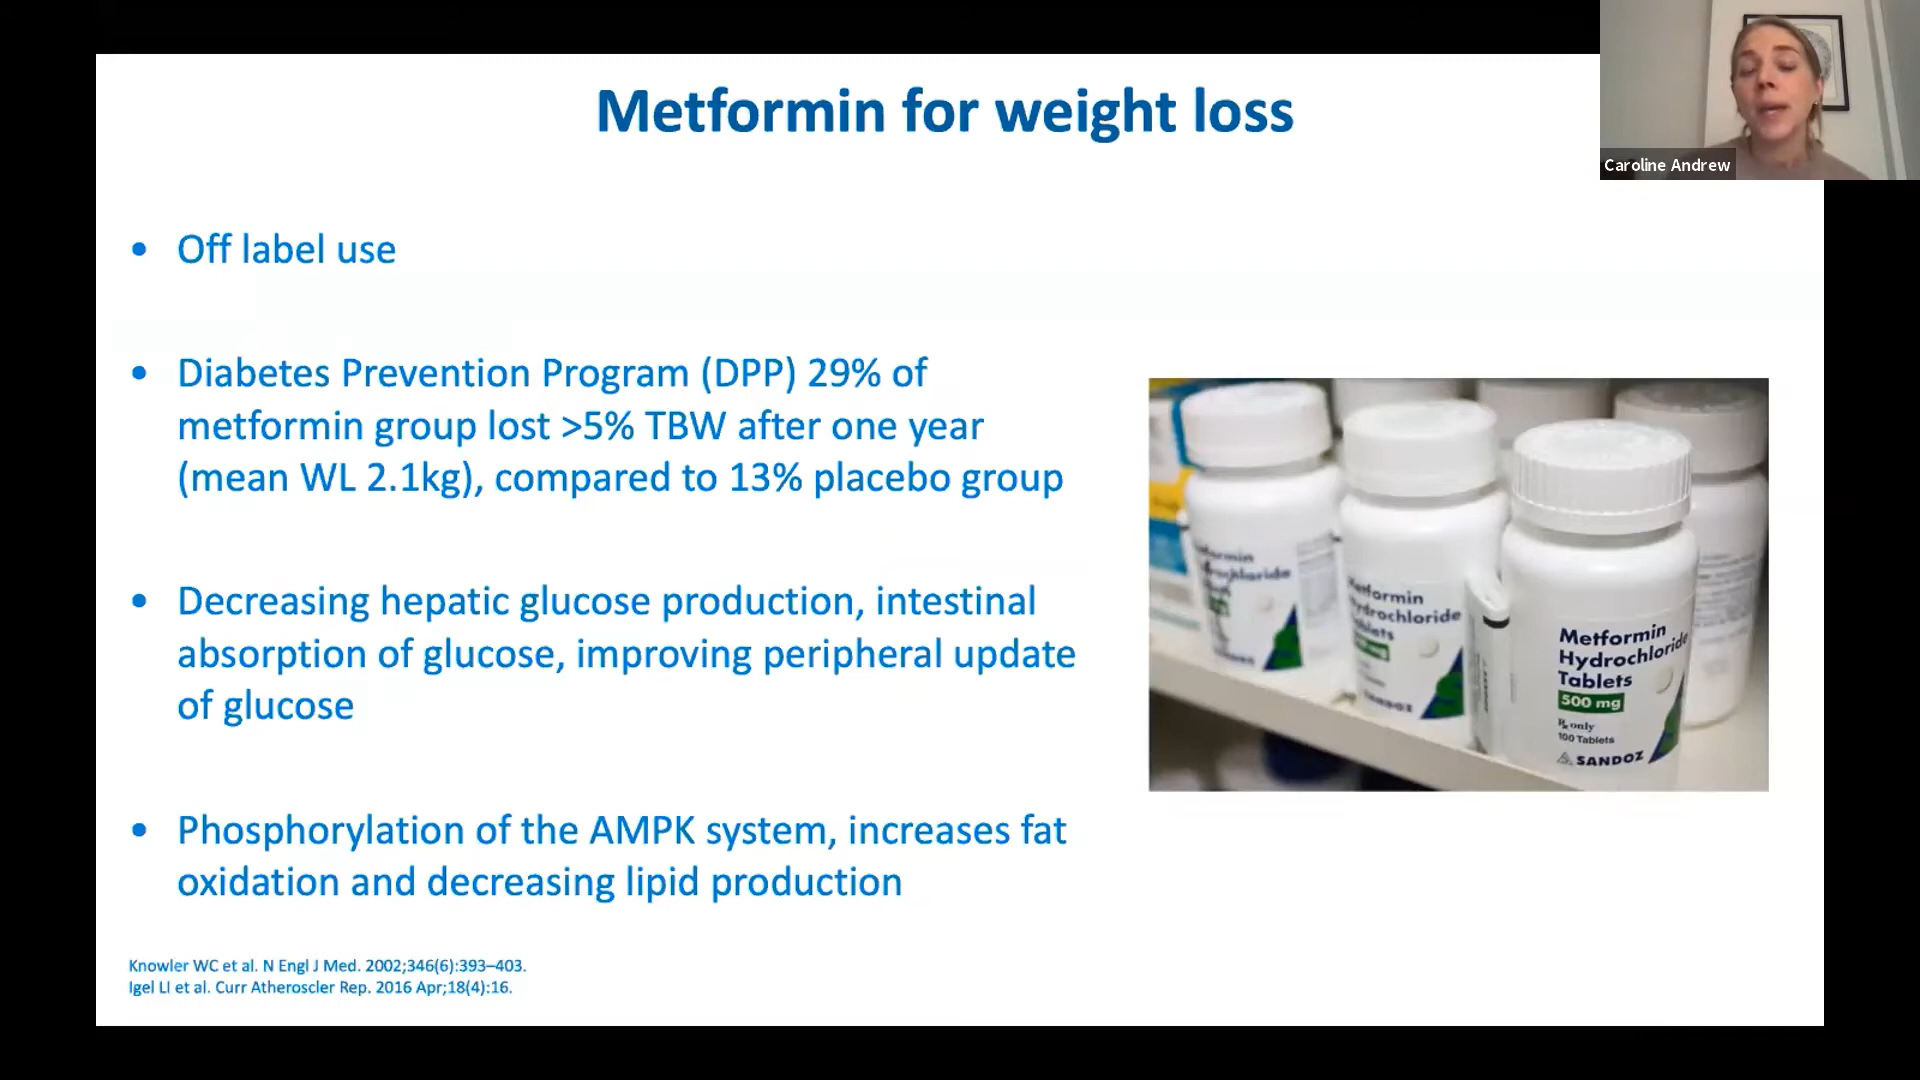 Metformin for weight loss
Caroline Andrew
• Off label use
• Diabetes Prevention Program (DPP) 29% of
metformin group lost >5% TBW after one year
(mean WL 2.1kg), compared to 13% placebo group
• Decreasing hepatic glucose production, intestinal
absorption of glucose, improving peripheral update
of glucose
• Phosphorylation of the AMPK system, increases fat
oxidation and decreasing lipid production
Knowler WC et al. N Engl J Med. 2002;346(6):393–403.
Igel LI et al. Curr Atheroscler Rep. 2016 Apr;18(4):16.
Metformin
Hydrochloride
Tablets
500 mg
Rx only
100 Tablets
SANDOZ